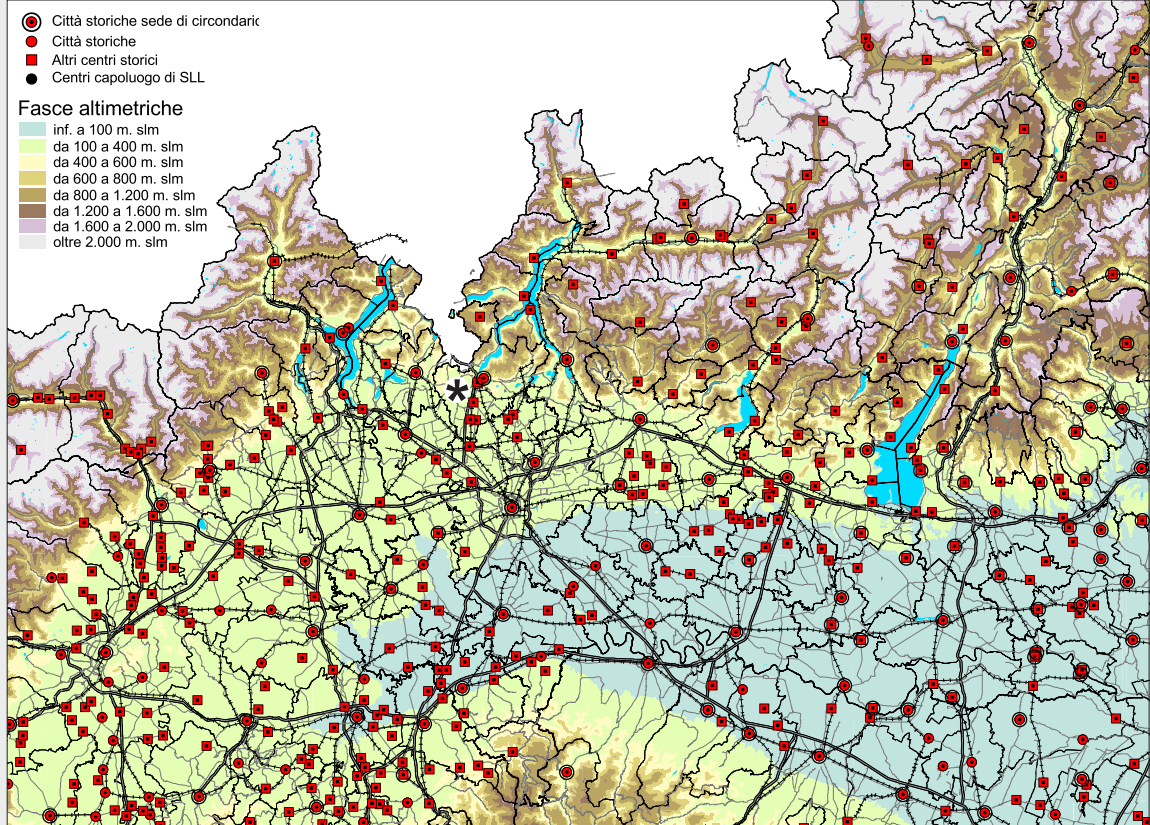 Città storiche sede di circondario
Città storiche
Altri centri storici
Centri capoluogo di SLL
Fasce altimetriche
inf. a 100 m. slm
da 100 a 400 m. slm
da 400 a 600 m. slm
da 600 a 800 m. slm
da 800 a 1.200 m. slm
da 1.200 a 1.600 m. slm
da 1.600 a 2.000 m. slm
oltre 2.000 m. slm
*